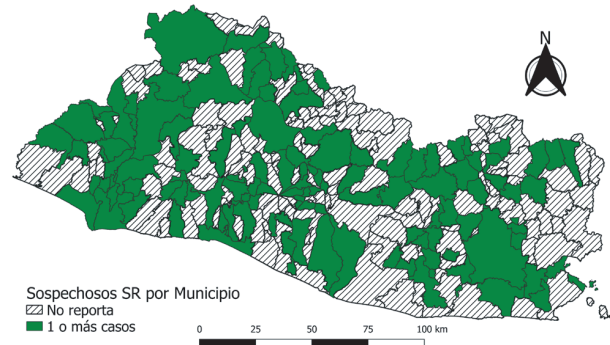 N
Sospechosos SR por Municipio
No reporta
1 o más casos
0 25 50 75 100 km